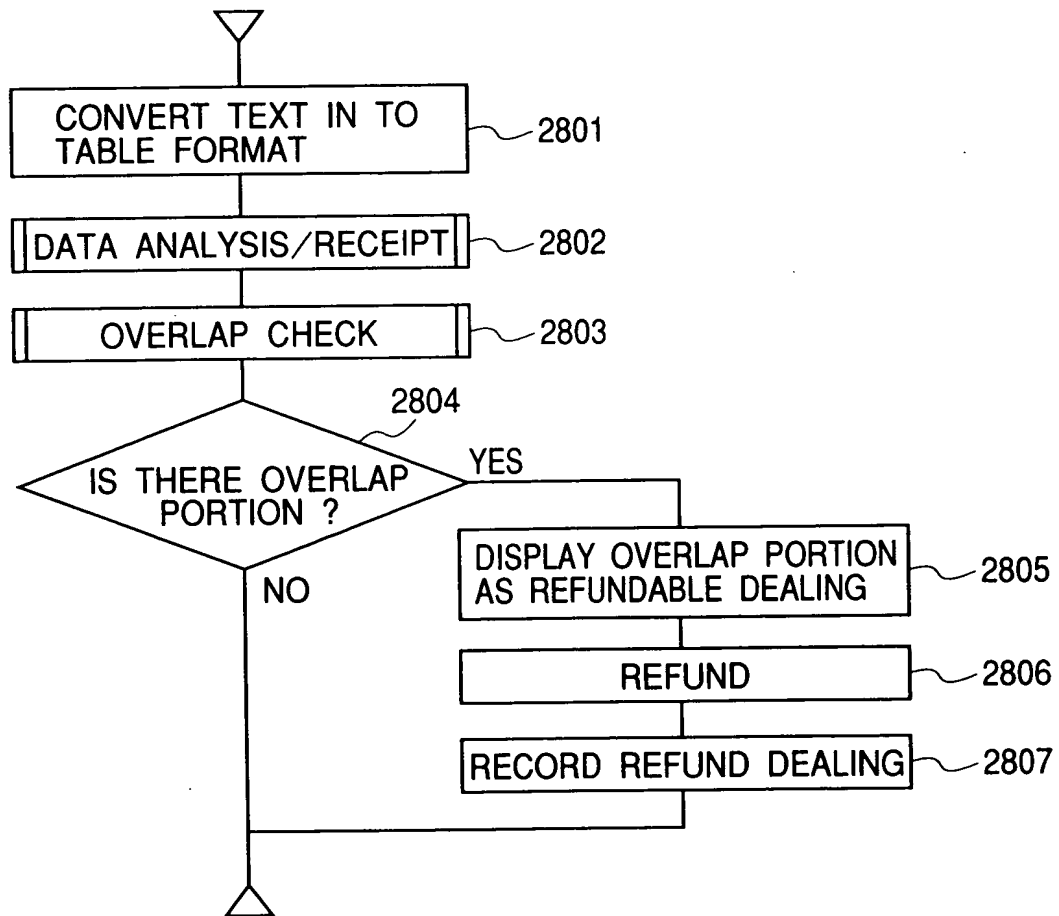 CONVERT TEXT IN TO
TABLE FORMAT
2801
DATA ANALYSIS/RECEIPT
2802
OVERLAP CHECK
2803
2804
IS THERE OVERLAP
PORTION ?
YES
NO
DISPLAY OVERLAP PORTION
AS REFUNDABLE DEALING
2805
REFUND
2806
RECORD REFUND DEALING
2807